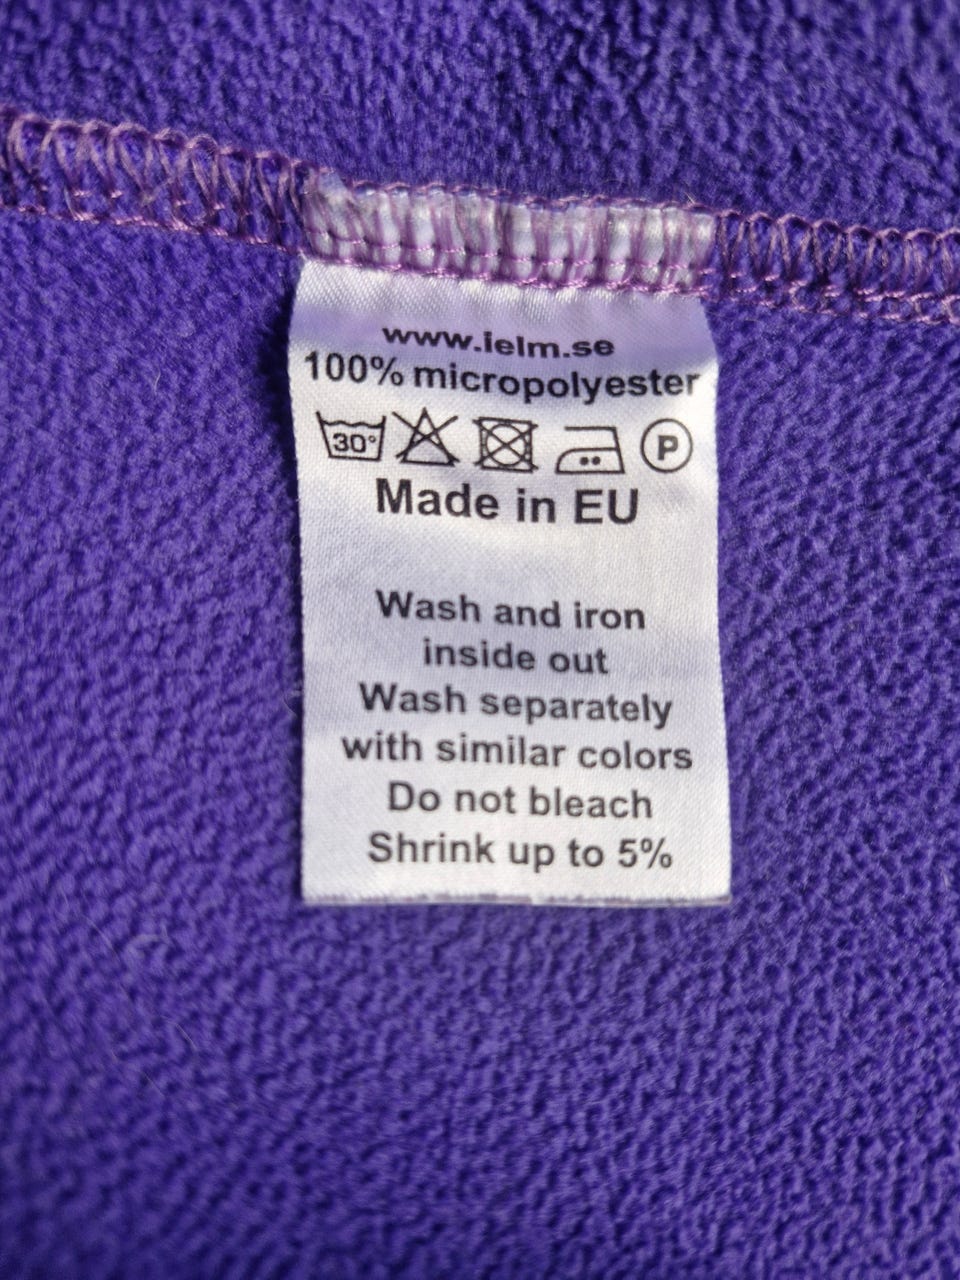 www.ielm.se
100% micropolyester
30° P
Made in EU
Wash and iron
inside out
Wash separately
with similar colors
Do not bleach
Shrink up to 5%